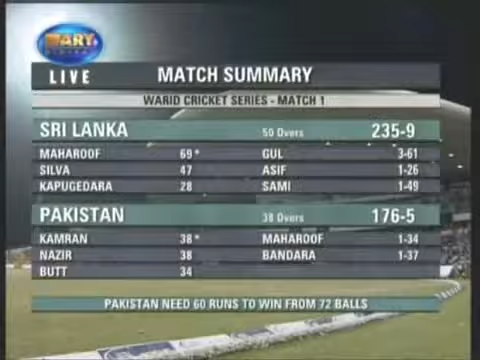 ARY
LIVE
MATCH SUMMARY
WARID CRICKET SERIES - MATCH 1
SRI LANKA 50 Overs 235-9
MAHAROOF 69* GUL 3-61
SILVA 47 ASIF 1-26
KAPUGEDARA 28 SAMI 1-49
PAKISTAN 38 Overs 176-5
KAMRAN 38* MAHAROOF 1-34
NAZIR 38 BANDARA 1-37
BUTT 34
PAKISTAN NEED 60 RUNS TO WIN FROM 72 BALLS